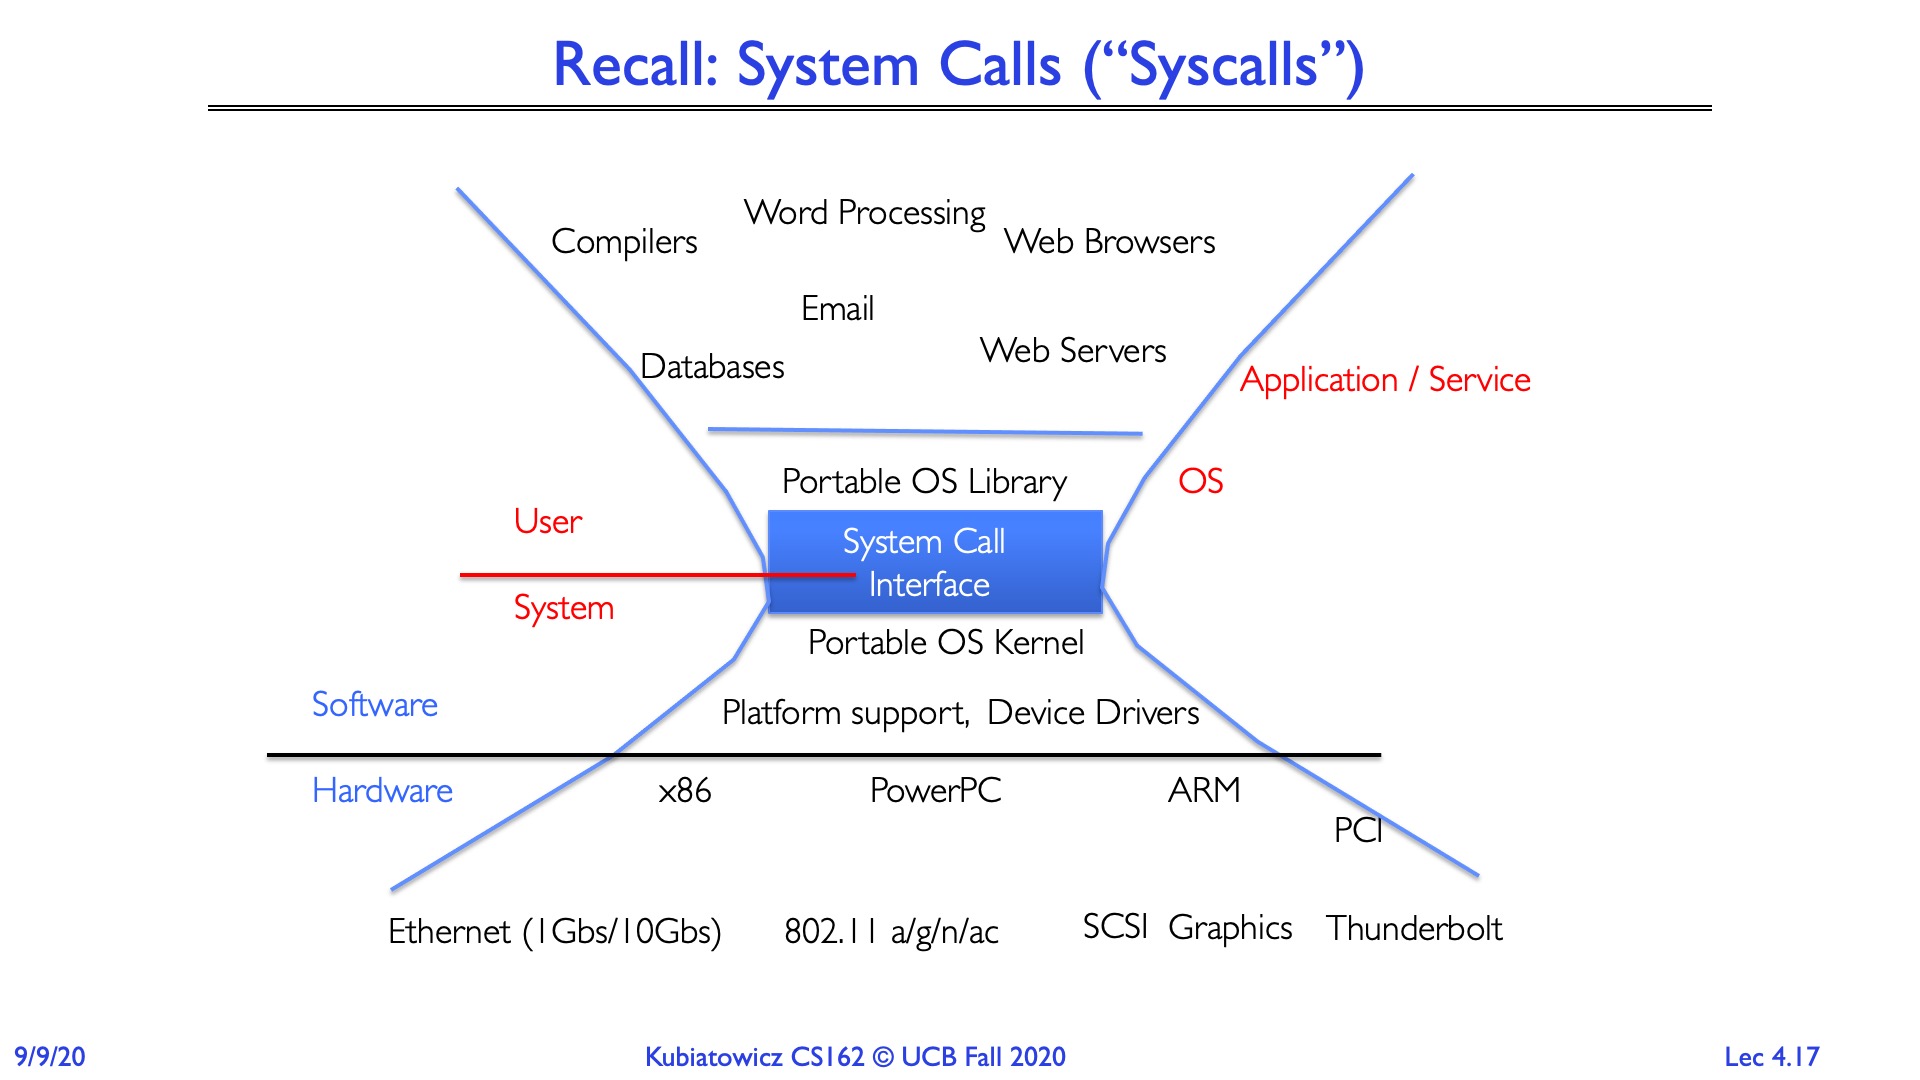 Recall: System Calls (“Syscalls”)
Word Processing
Compilers
Web Browsers
Email
Web Servers
Databases
Application / Service
Portable OS Library
OS
User
System Call
Interface
System
Portable OS Kernel
Software
Platform support, Device Drivers
Hardware
x86
PowerPC
ARM
PCI
Ethernet (1Gbs/10Gbs)
802.11 a/g/n/ac
SCSI
Graphics
Thunderbolt
9/9/20
Kubiatowicz CS162 © UCB Fall 2020
Lec 4.17